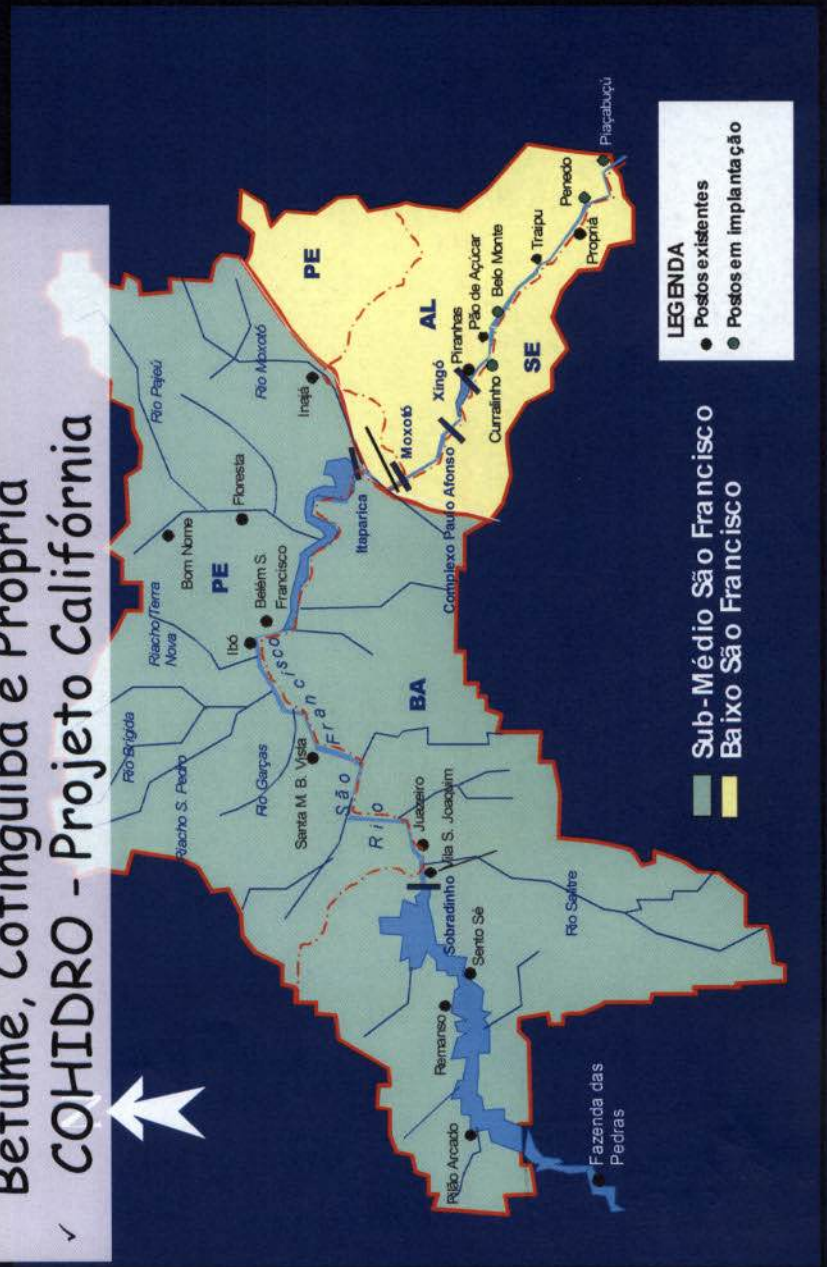 Betume, Cotinguiba e Propriá
✓ COHIDRO - Projeto Califórnia
N
Rio Brígida
Riacho S. Pedro
Riacho/Terra
Nova
Rio Pajeú
Rio Moxotó
Rio Garças
Bom Nome
Floresta
PE
Ibó
Belém S.
Francisco
Inajá
PE
Santa M. B. Vista
Rio São Francisco
Itaparica
Moxotó
AL
Xingó
Piranhas
Pão de Açúcar
Belo Monte
Traipu
Penedo
Piaçabuçú
Propriá
Curralinho
SE
Complexo Paulo Afonso
BA
Juazeiro
Vila S. Joaquim
Sobradinho
Sento Sé
Remanso
Pilão Arcado
Rio Salitre
Fazenda das
Pedras
Sub-Médio São Francisco
Baixo São Francisco
LEGENDA
Postos existentes
Postos em implantação